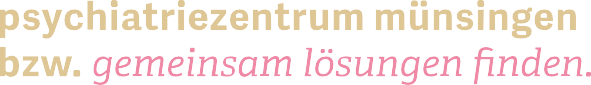 psychiatriezentrum münsingen
bzw. gemeinsam lösungen finden.